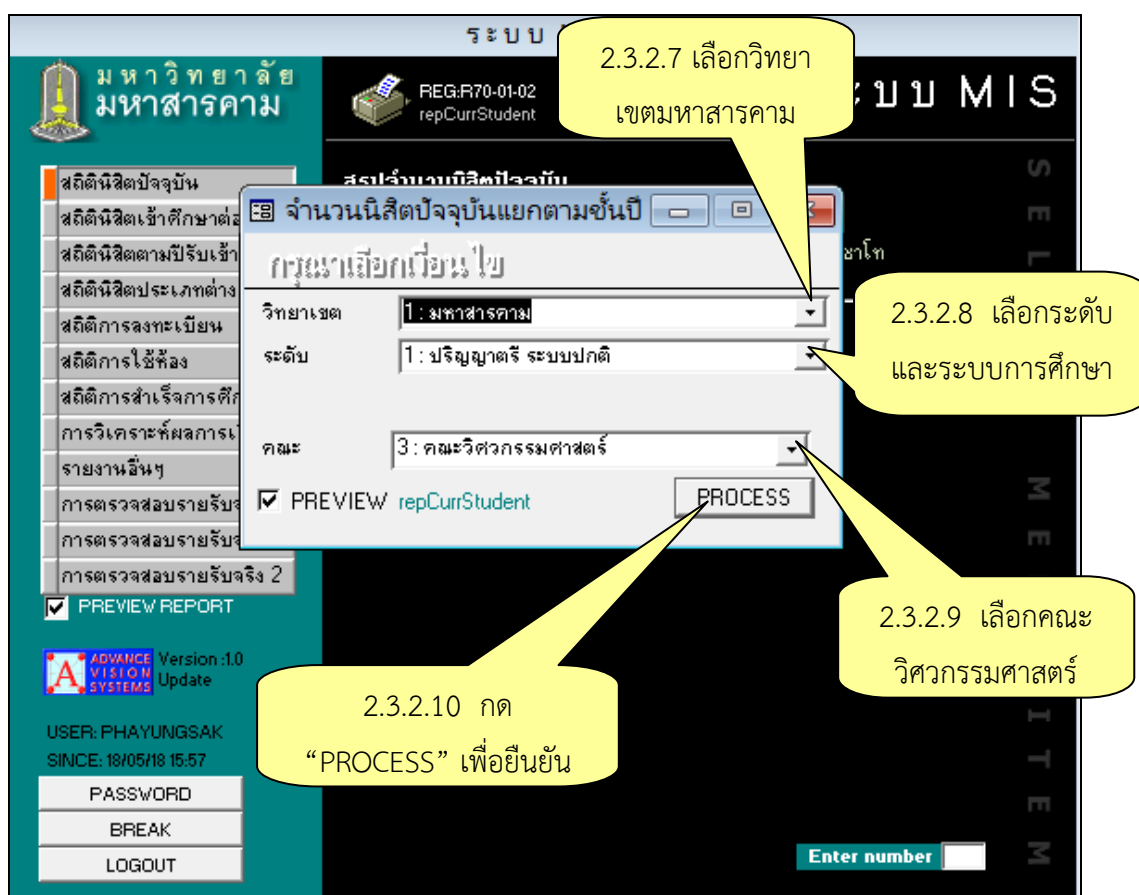 ระบบ
มหาวิทยาลัย
มหาสารคาม
REG:R70-01-02
repCurrStudent
ระบบ MIS
2.3.2.7 เลือกวิทยา
เขตมหาสารคาม
สถิตินิสิตปัจจุบัน
สถิตินิสิตเข้าศึกษาต่อ
สถิตินิสิตตามปีรับเข้า
สถิตินิสิตประเภทต่าง
สถิติการลงทะเบียน
สถิติการใช้ห้อง
สถิติการสำเร็จการศึก
การวิเคราะห์ผลการเ
รายงานอื่นๆ
การตรวจสอบรายรับจ
การตรวจสอบรายรับจ
การตรวจสอบรายรับจริง 2
PREVIEW REPORT
สรุปจำนวนนิสิตปัจจุบัน
จำนวนนิสิตปัจจุบันแยกตามชั้นปี
กรุณาเลือกเงื่อนไข
วิทยาเขต 1 : มหาสารคาม
ระดับ 1 : ปริญญาตรี ระบบปกติ
คณะ 3 : คณะวิศวกรรมศาสตร์
PREVIEW repCurrStudent PROCESS
2.3.2.8 เลือกระดับ
และระบบการศึกษา
2.3.2.9 เลือกคณะ
วิศวกรรมศาสตร์
2.3.2.10 กด
“PROCESS” เพื่อยืนยัน
ADVANCE
VISION
SYSTEMS
Version :1.0
Update
USER: PHAYUNGSAK
SINCE: 18/05/18 15:57
PASSWORD
BREAK
LOGOUT
Enter number